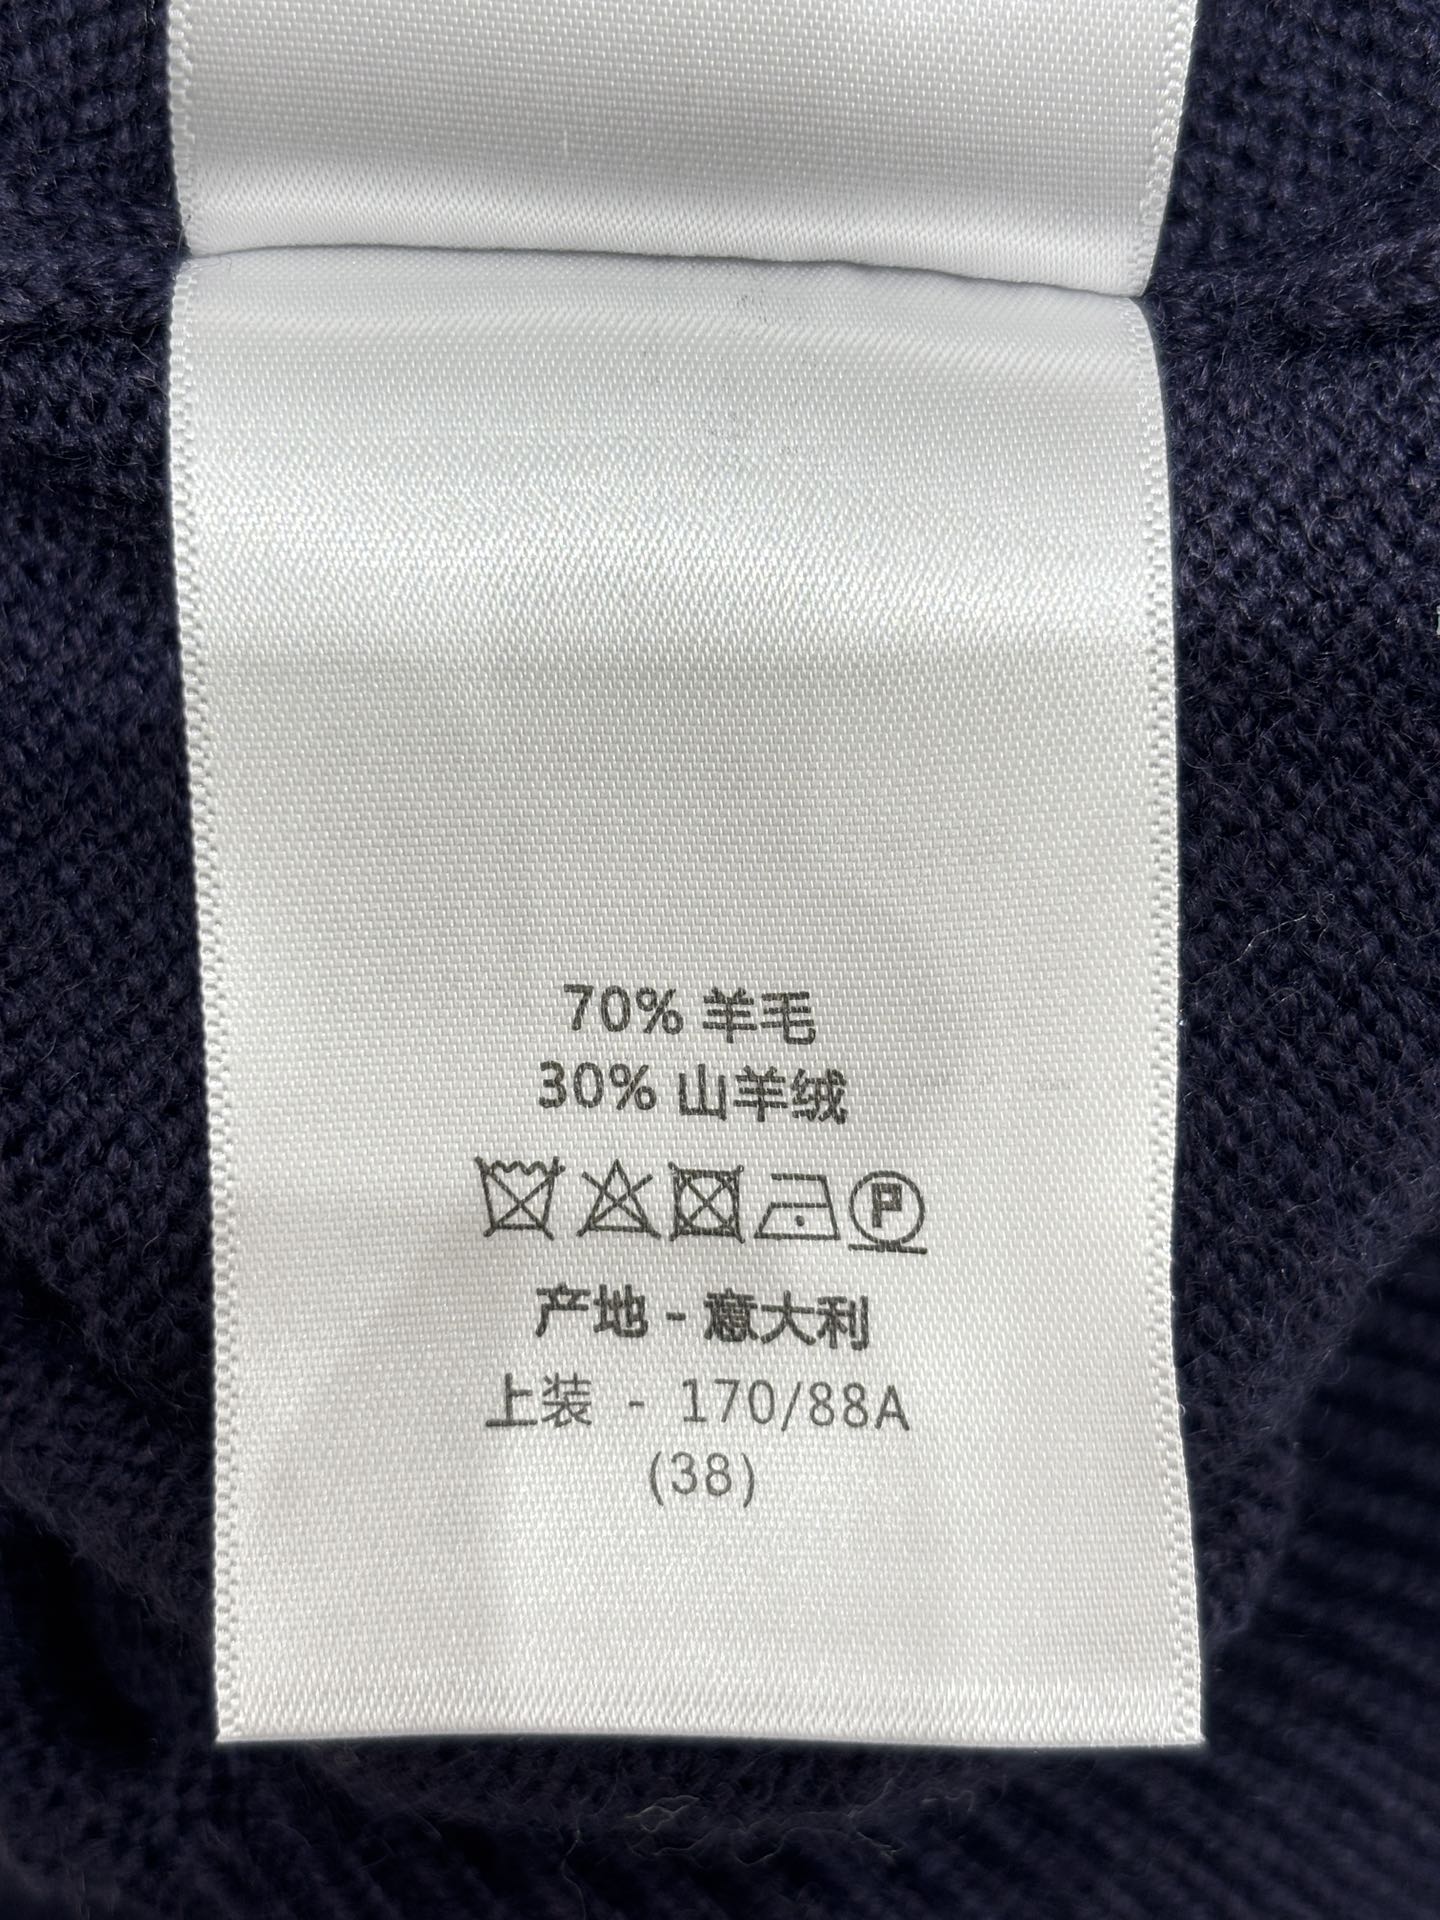 70% 羊毛
30% 山羊绒
P
产地 - 意大利
上装 - 170/88A
(38)